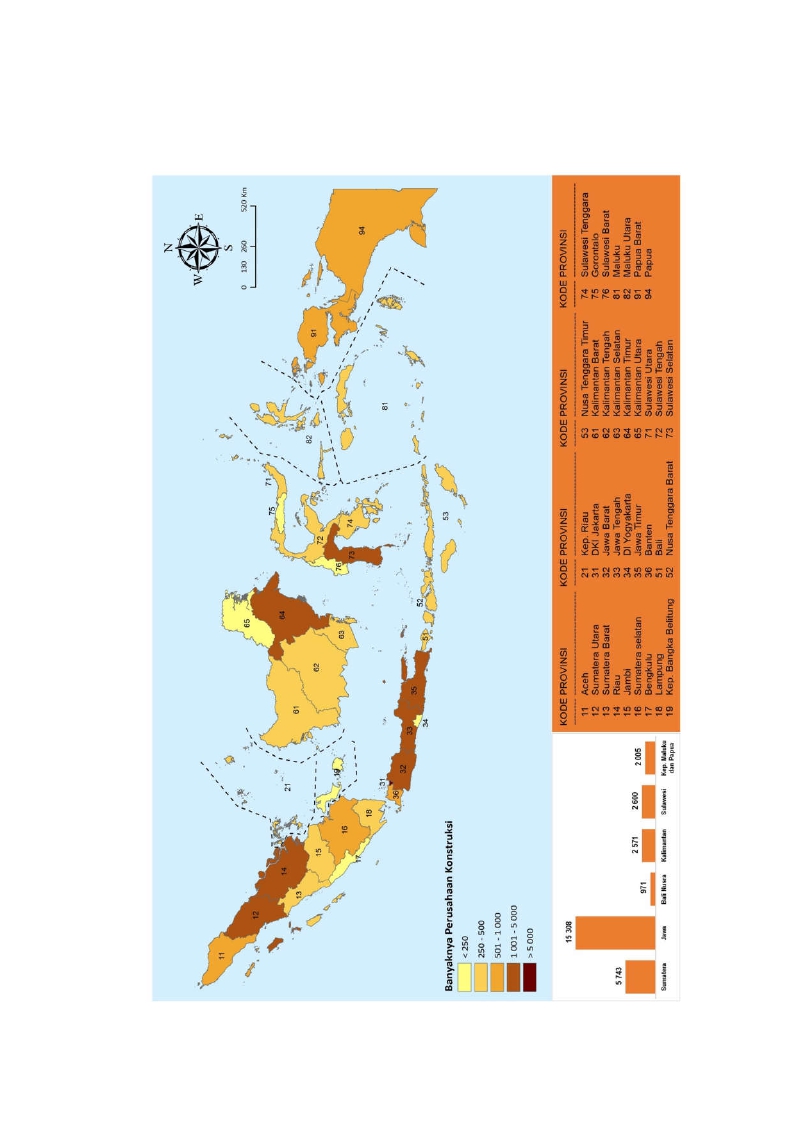 N
W
E
S
0 130 260 520 Km
11
12
13
14
15
16
17
18
19
21
31
32
33
34
35
36
51
52
53
61
62
63
64
65
71
72
73
74
75
76
81
82
91
94
Banyaknya Perusahaan Konstruksi
< 250
250 - 500
501 - 1 000
1 001 - 5 000
> 5 000
5 743
15 308
971
2 571
2 660
2 005
Sumatera
Jawa
Bali Nusra
Kalimantan
Sulawesi
Kep. Maluku
dan Papua
KODE PROVINSI
11 Aceh
12 Sumatera Utara
13 Sumatera Barat
14 Riau
15 Jambi
16 Sumatera selatan
17 Bengkulu
18 Lampung
19 Kep. Bangka Belitung
KODE PROVINSI
21 Kep. Riau
31 DKI Jakarta
32 Jawa Barat
33 Jawa Tengah
34 DI Yogyakarta
35 Jawa Timur
36 Banten
51 Bali
52 Nusa Tenggara Barat
KODE PROVINSI
53 Nusa Tenggara Timur
61 Kalimantan Barat
62 Kalimantan Tengah
63 Kalimantan Selatan
64 Kalimantan Timur
65 Kalimantan Utara
71 Sulawesi Utara
72 Sulawesi Tengah
73 Sulawesi Selatan
KODE PROVINSI
74 Sulawesi Tenggara
75 Gorontalo
76 Sulawesi Barat
81 Maluku
82 Maluku Utara
91 Papua Barat
94 Papua